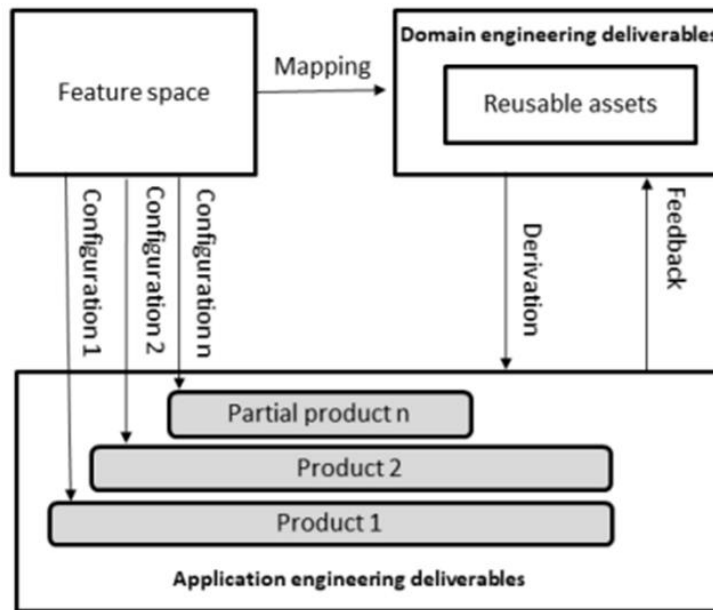 Domain engineering deliverables
Mapping
Feature space
Reusable assets
Configuration 1
Configuration 2
Configuration n
Derivation
Feedback
Partial product n
Product 2
Product 1
Application engineering deliverables